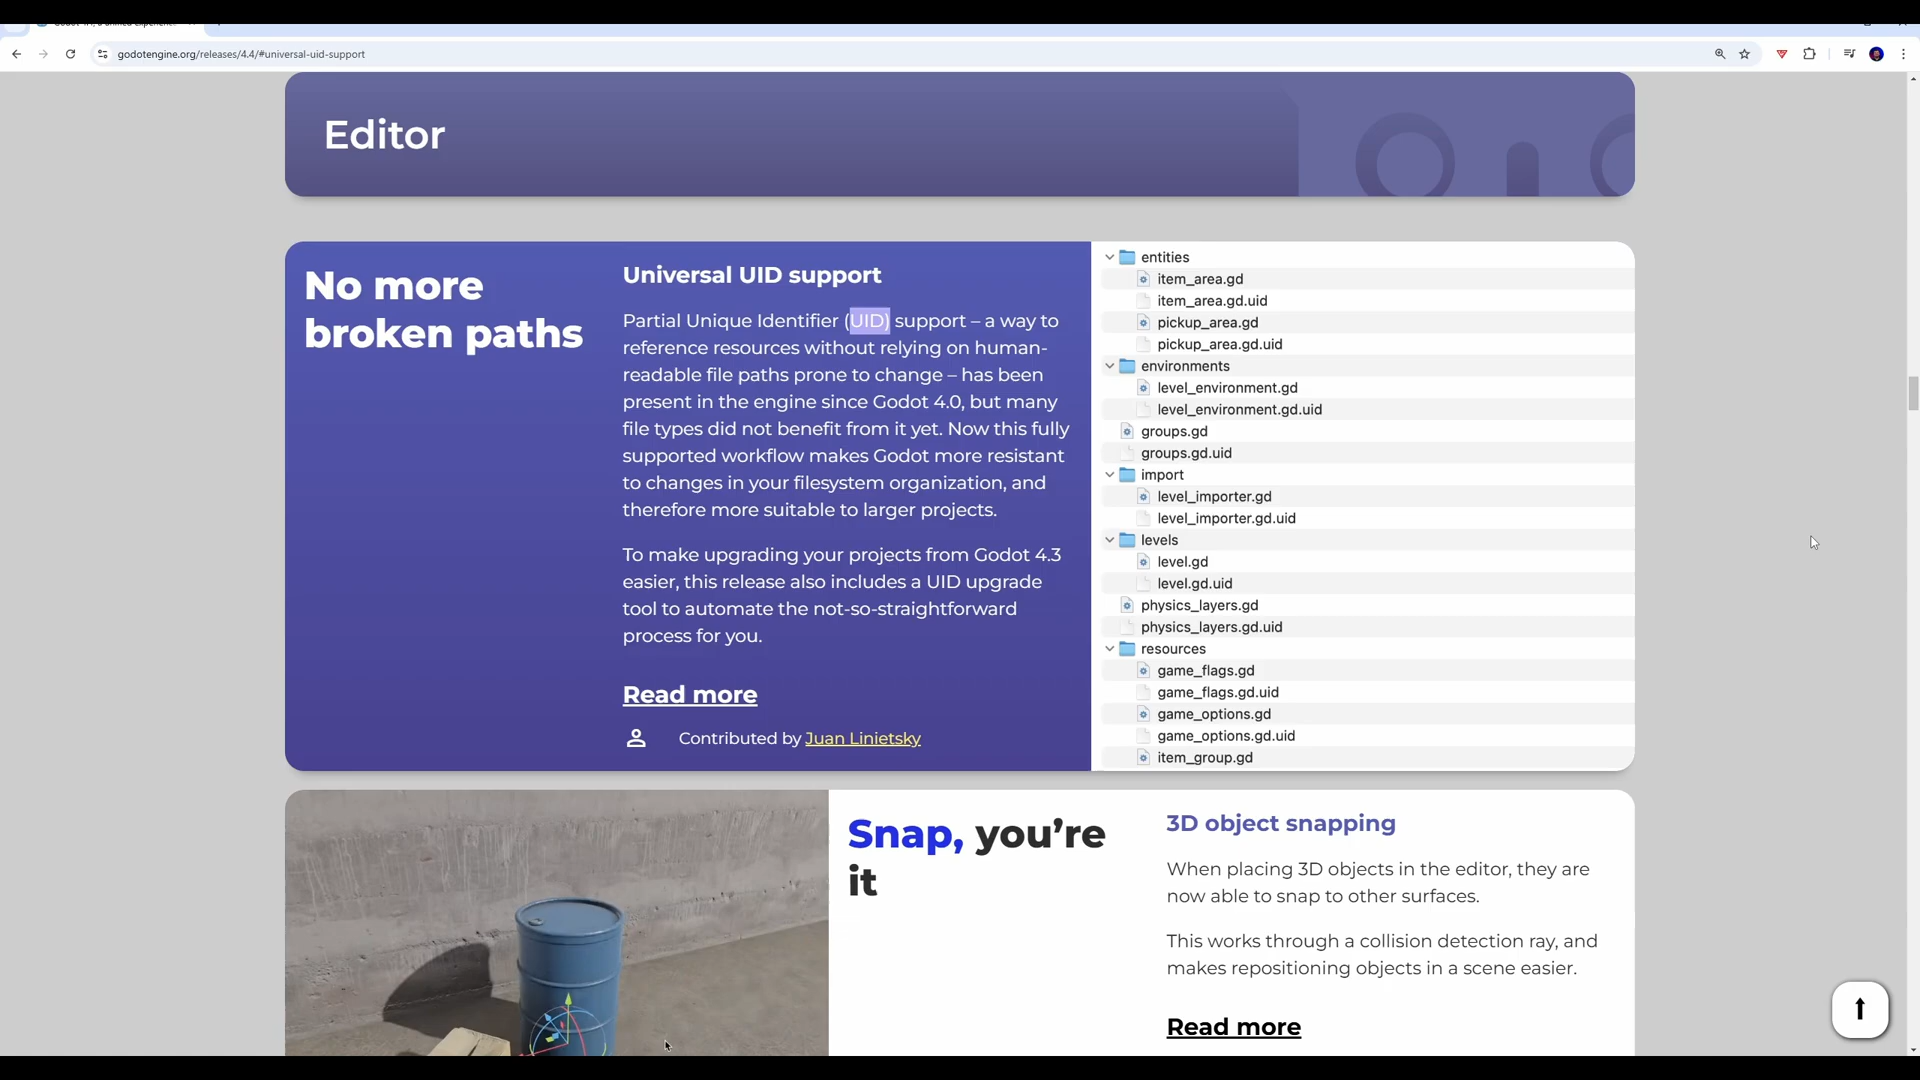 godotengine.org/releases/4.4/#universal-uid-support
Editor
No more
broken paths
Universal UID support
Partial Unique Identifier (UID) support – a way to
reference resources without relying on human-
readable file paths prone to change – has been
present in the engine since Godot 4.0, but many
file types did not benefit from it yet. Now this fully
supported workflow makes Godot more resistant
to changes in your filesystem organization, and
therefore more suitable to larger projects.
To make upgrading your projects from Godot 4.3
easier, this release also includes a UID upgrade
tool to automate the not-so-straightforward
process for you.
Read more
Contributed by Juan Linietsky
entities
item_area.gd
item_area.gd.uid
pickup_area.gd
pickup_area.gd.uid
environments
level_environment.gd
level_environment.gd.uid
groups.gd
groups.gd.uid
import
level_importer.gd
level_importer.gd.uid
levels
level.gd
level.gd.uid
physics_layers.gd
physics_layers.gd.uid
resources
game_flags.gd
game_flags.gd.uid
game_options.gd
game_options.gd.uid
item_group.gd
Snap, you’re
it
3D object snapping
When placing 3D objects in the editor, they are
now able to snap to other surfaces.
This works through a collision detection ray, and
makes repositioning objects in a scene easier.
Read more